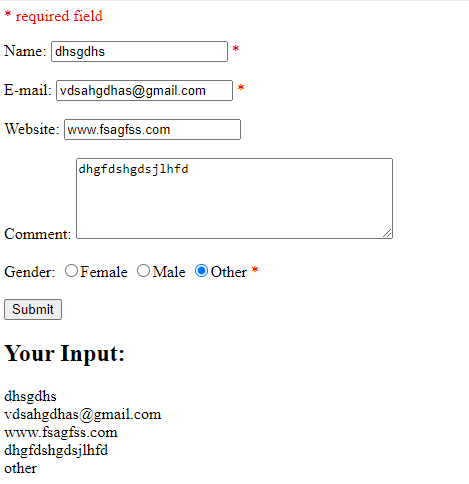 * required field
Name: dhsgdhs *
E-mail: vdsahgdhas@gmail.com *
Website: www.fsagfss.com
dhgfdshgdsjlhfd
Comment:
Gender: Female Male Other *
Submit
Your Input:
dhsgdhs
vdsahgdhas@gmail.com
www.fsagfss.com
dhgfdshgdsjlhfd
other